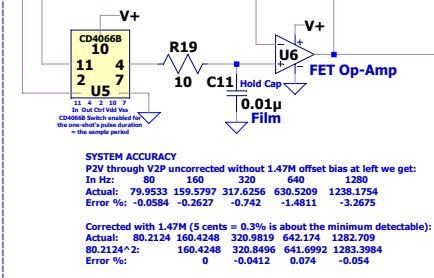 V+
CD4066B
10
11 4
2 7
U5
11 4 2 10 7
In Out Ctrl Vdd Vss
CD4066B Switch enabled for
the one-shot's pulse duration
= the sample period
R19
10
C11 Hold Cap
0.01µ
Film
V+
U6
FET Op-Amp
SYSTEM ACCURACY
P2V through V2P uncorrected without 1.47M offset bias at left we get:
In Hz: 80 160 320 640 1280
Actual: 79.9533 159.5797 317.6256 630.5209 1238.1754
Error %: -0.0584 -0.2627 -0.742 -1.4811 -3.2675
Corrected with 1.47M (5 cents = 0.3% is about the minimum detectable):
Actual: 80.2124 160.4248 320.9819 642.174 1282.709
80.2124^2: 160.4248 320.8496 641.6992 1283.3984
Error %: 0 -0.0412 0.074 -0.054